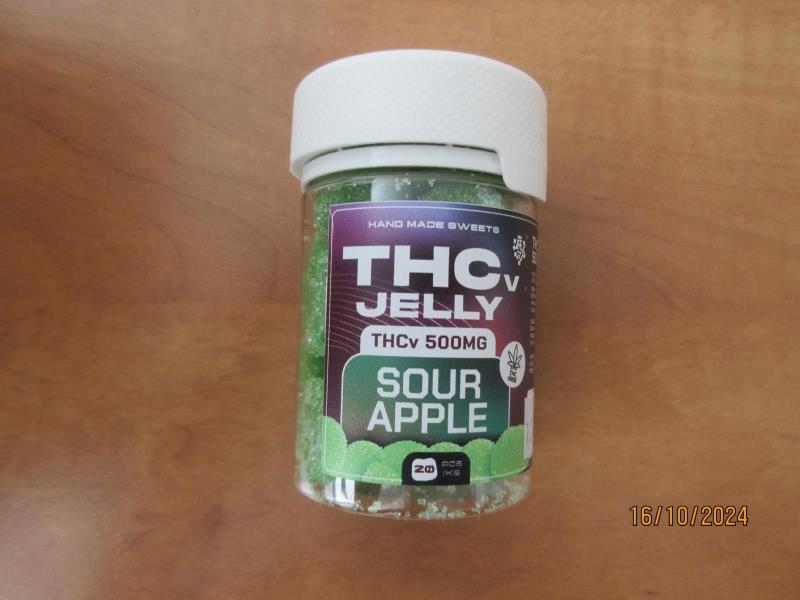 HAND MADE SWEETS
THCv
JELLY
THCv 500MG
SOUR
APPLE
20 PCS
/KS
16/10/2024